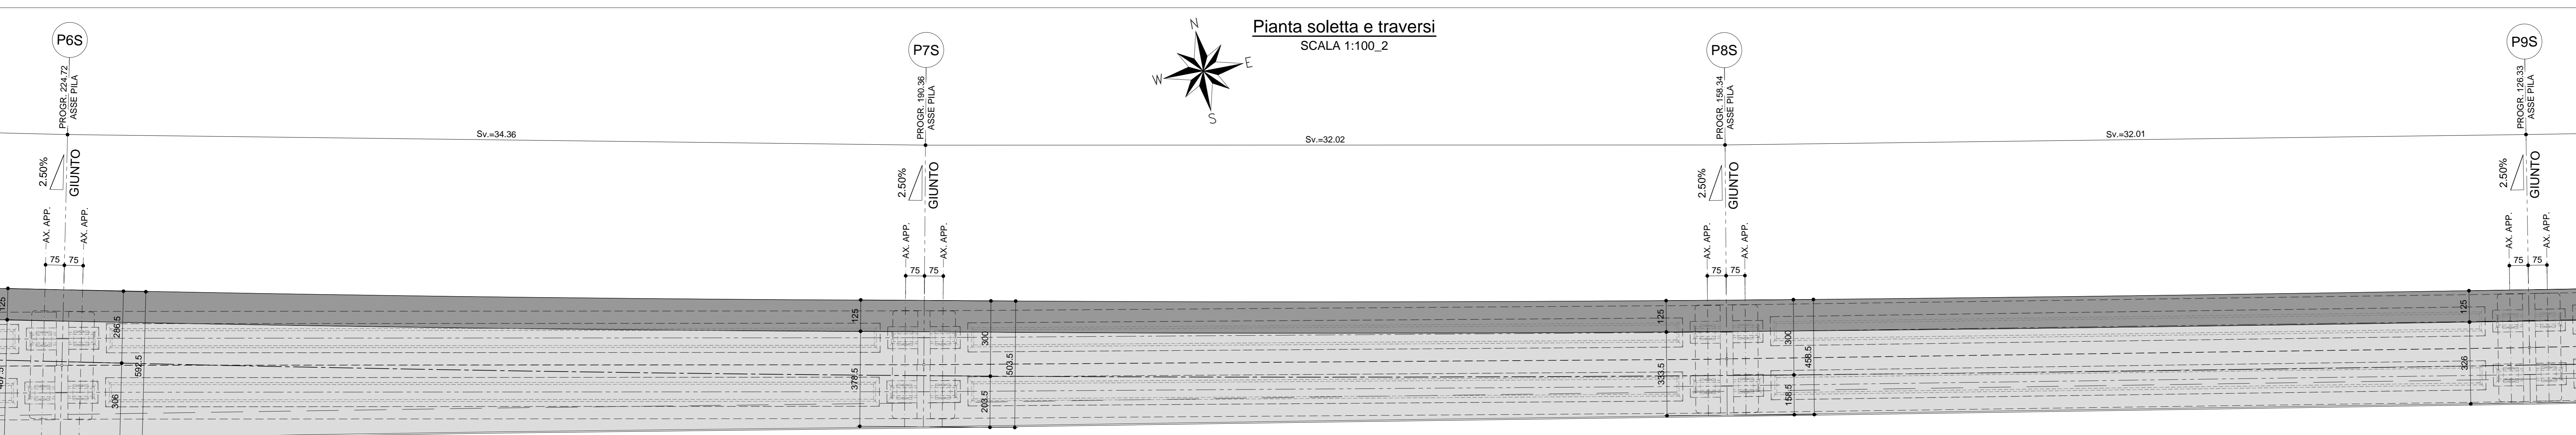 Pianta soletta e traversi
SCALA 1:100_2
N
E
W
S
P6S
P7S
P8S
P9S
PROGR. 224.72
ASSE PILA
PROGR. 190.36
ASSE PILA
PROGR. 158.34
ASSE PILA
PROGR. 126.33
ASSE PILA
Sv.=34.36
Sv.=32.02
Sv.=32.01
2.50%
GIUNTO
2.50%
GIUNTO
2.50%
GIUNTO
2.50%
GIUNTO
AX. APP.
AX. APP.
AX. APP.
AX. APP.
AX. APP.
AX. APP.
AX. APP.
AX. APP.
75 75
75 75
75 75
75 75
125
286.5
592.5
306
125
378.5
300
503.5
203.5
125
333.5
300
458.5
158.5
125
326